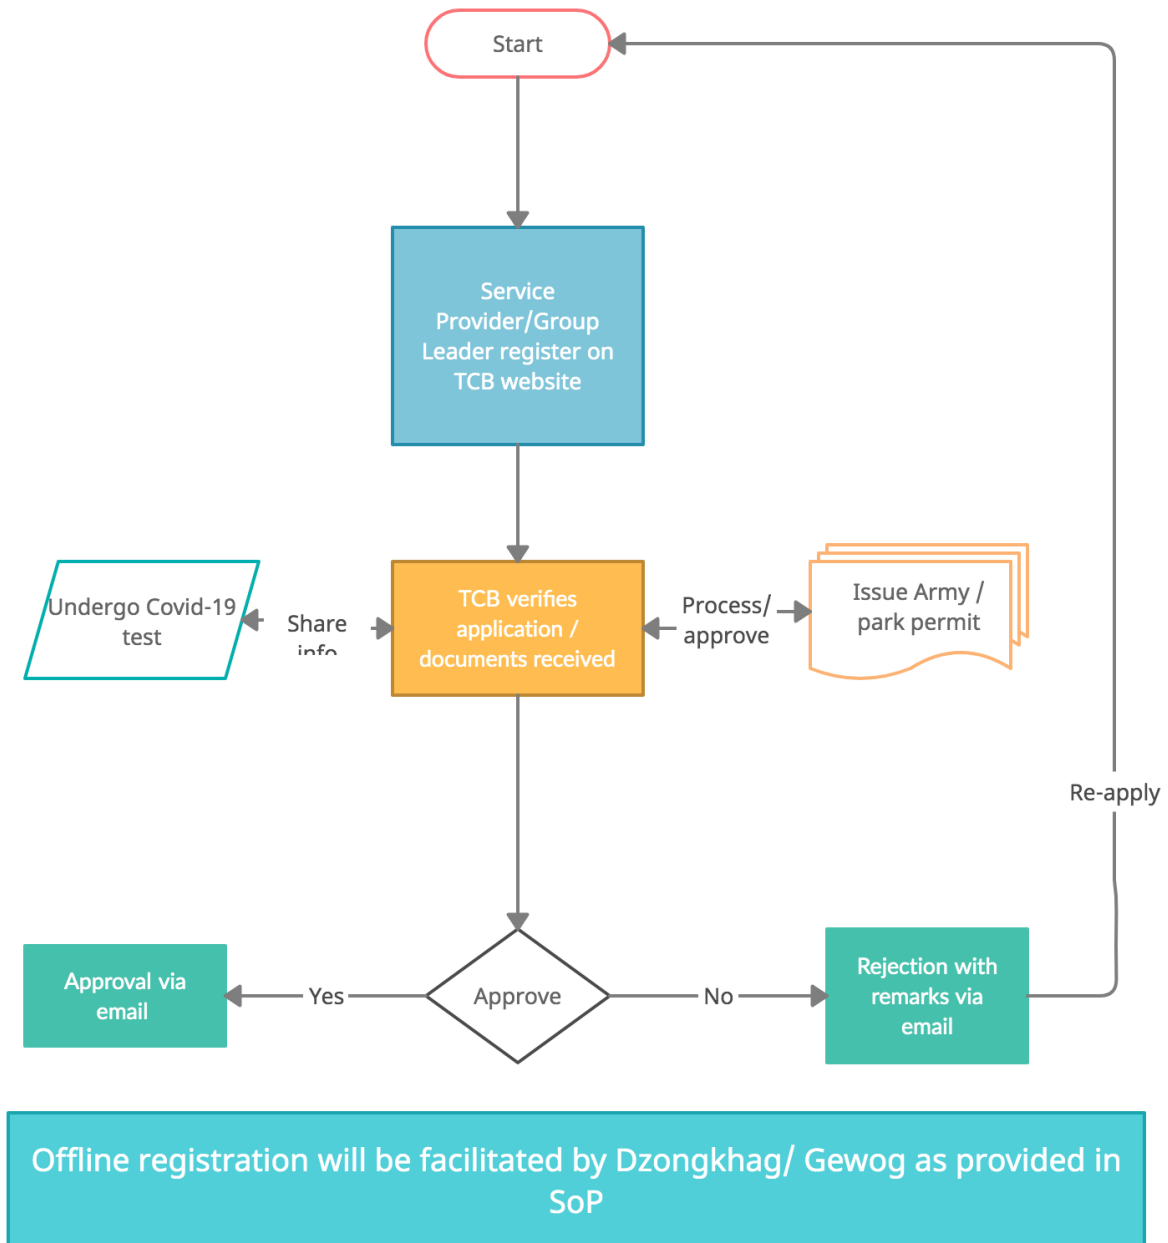 Start
Service
Provider/Group
Leader register on
TCB website
Undergo Covid-19
test
Share
info
TCB verifies
application /
documents received
Process/
approve
Issue Army /
park permit
Re-apply
Approval via
email
Yes
Approve
No
Rejection with
remarks via
email
Offline registration will be facilitated by Dzongkhag/ Gewog as provided in
SoP